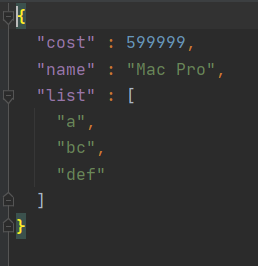 {
  "cost" : 599999,
  "name" : "Mac Pro",
  "list" : [
    "a",
    "bc",
    "def"
  ]
}